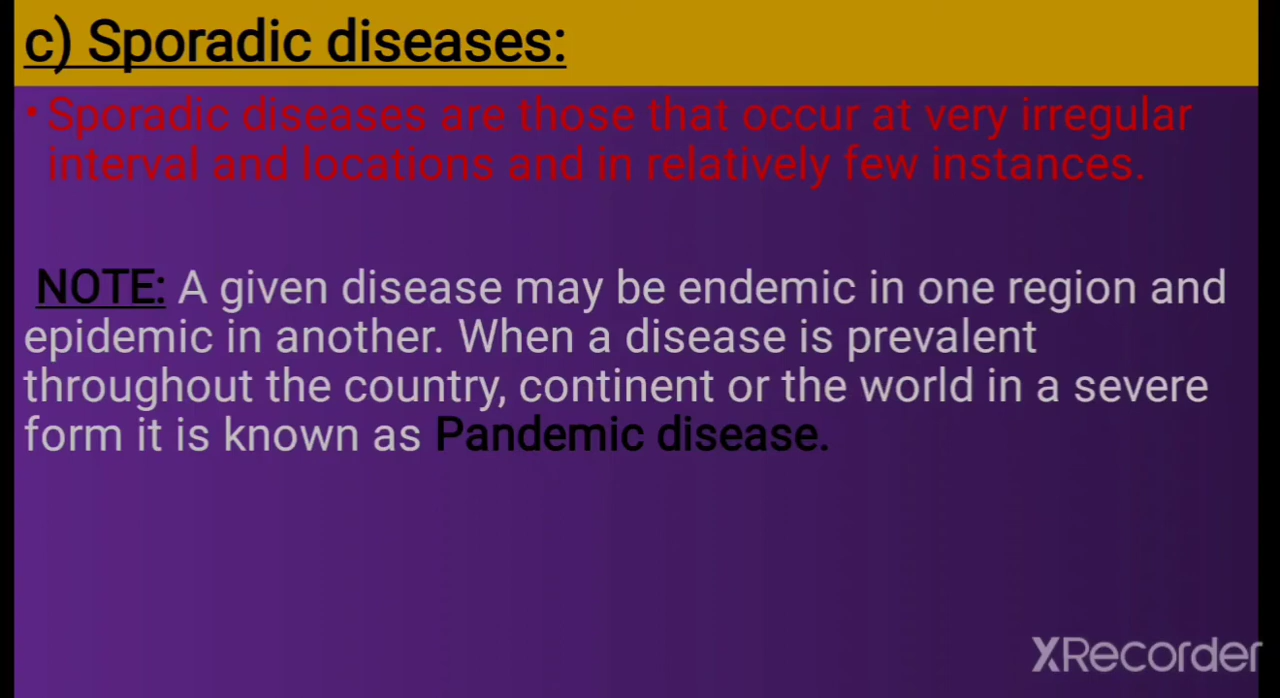 c) Sporadic diseases:
• Sporadic diseases are those that occur at very irregular
interval and locations and in relatively few instances.
NOTE: A given disease may be endemic in one region and
epidemic in another. When a disease is prevalent
throughout the country, continent or the world in a severe
form it is known as Pandemic disease.
XRecorder